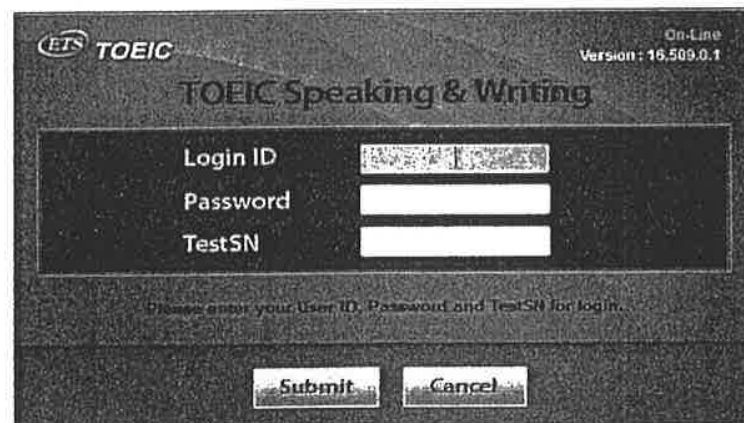 ETS TOEIC
On-Line
Version : 16.509.0.1
TOEIC Speaking & Writing
Login ID
Password
TestSN
Please enter your User ID, Password and TestSN for login.
Submit
Cancel